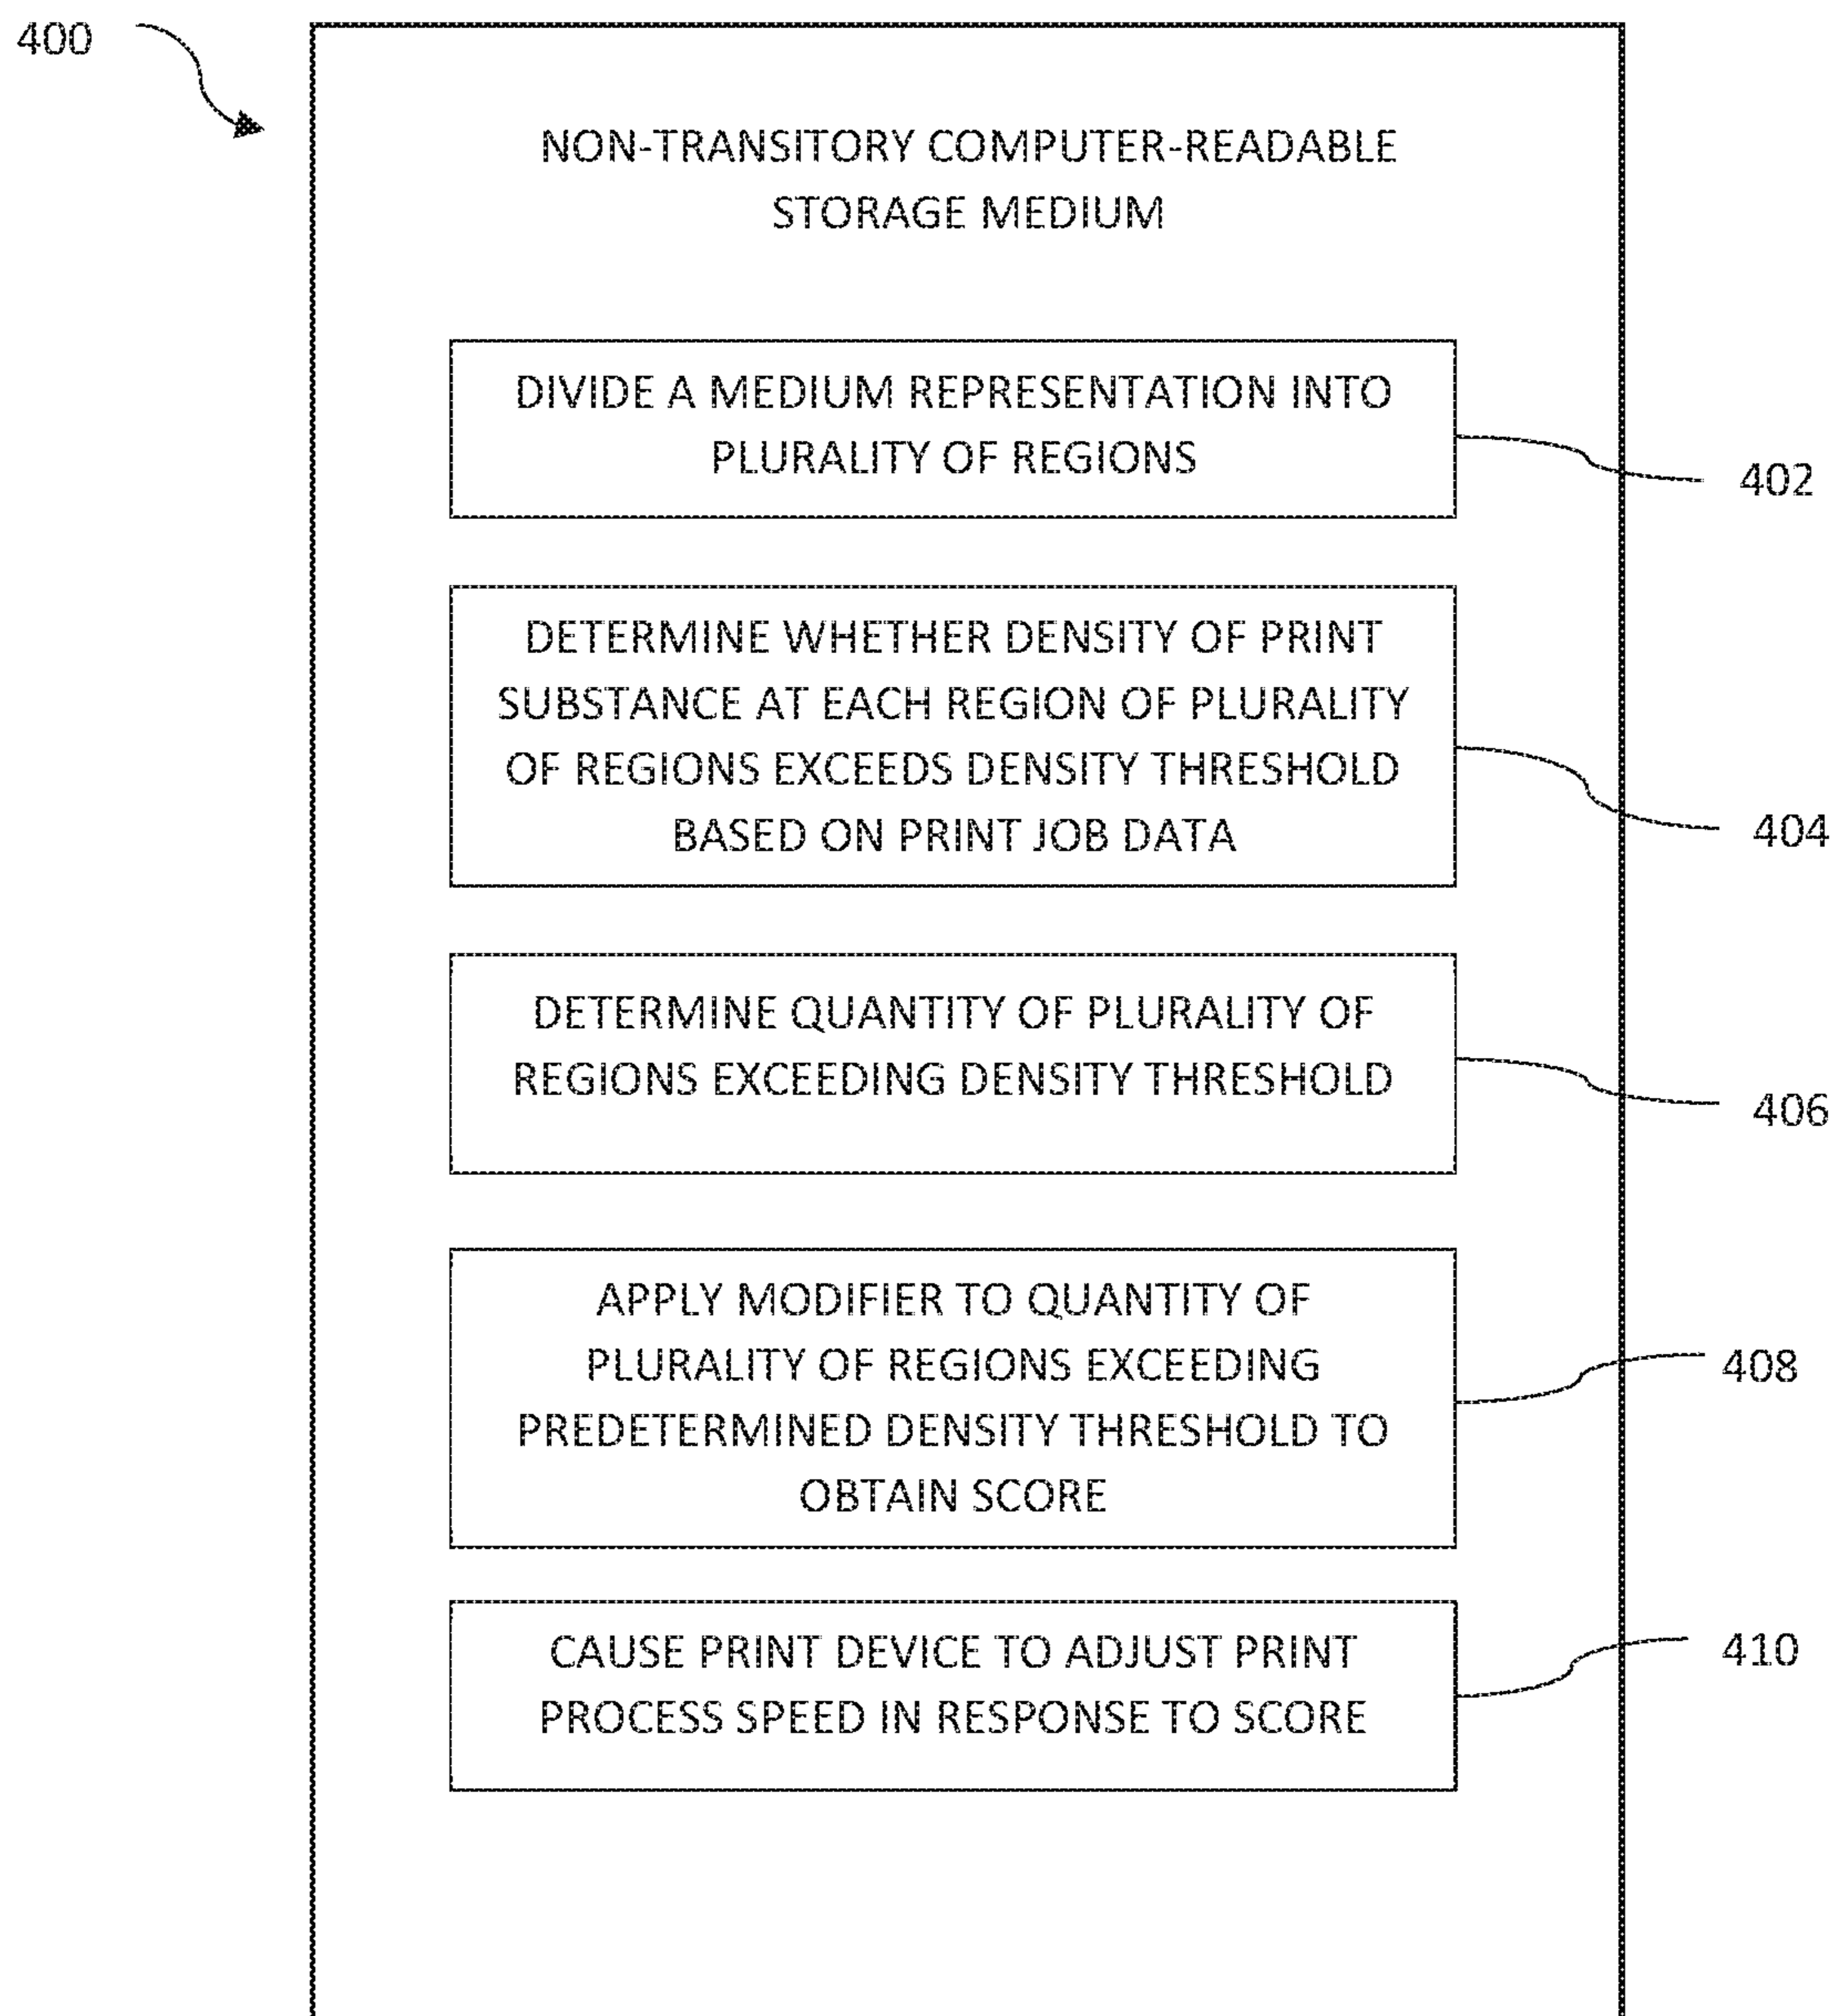 400
NON-TRANSITORY COMPUTER-READABLE
STORAGE MEDIUM
DIVIDE A MEDIUM REPRESENTATION INTO
PLURALITY OF REGIONS
402
DETERMINE WHETHER DENSITY OF PRINT
SUBSTANCE AT EACH REGION OF PLURALITY
OF REGIONS EXCEEDS DENSITY THRESHOLD
BASED ON PRINT JOB DATA
404
DETERMINE QUANTITY OF PLURALITY OF
REGIONS EXCEEDING DENSITY THRESHOLD
406
APPLY MODIFIER TO QUANTITY OF
PLURALITY OF REGIONS EXCEEDING
PREDETERMINED DENSITY THRESHOLD TO
OBTAIN SCORE
408
CAUSE PRINT DEVICE TO ADJUST PRINT
PROCESS SPEED IN RESPONSE TO SCORE
410